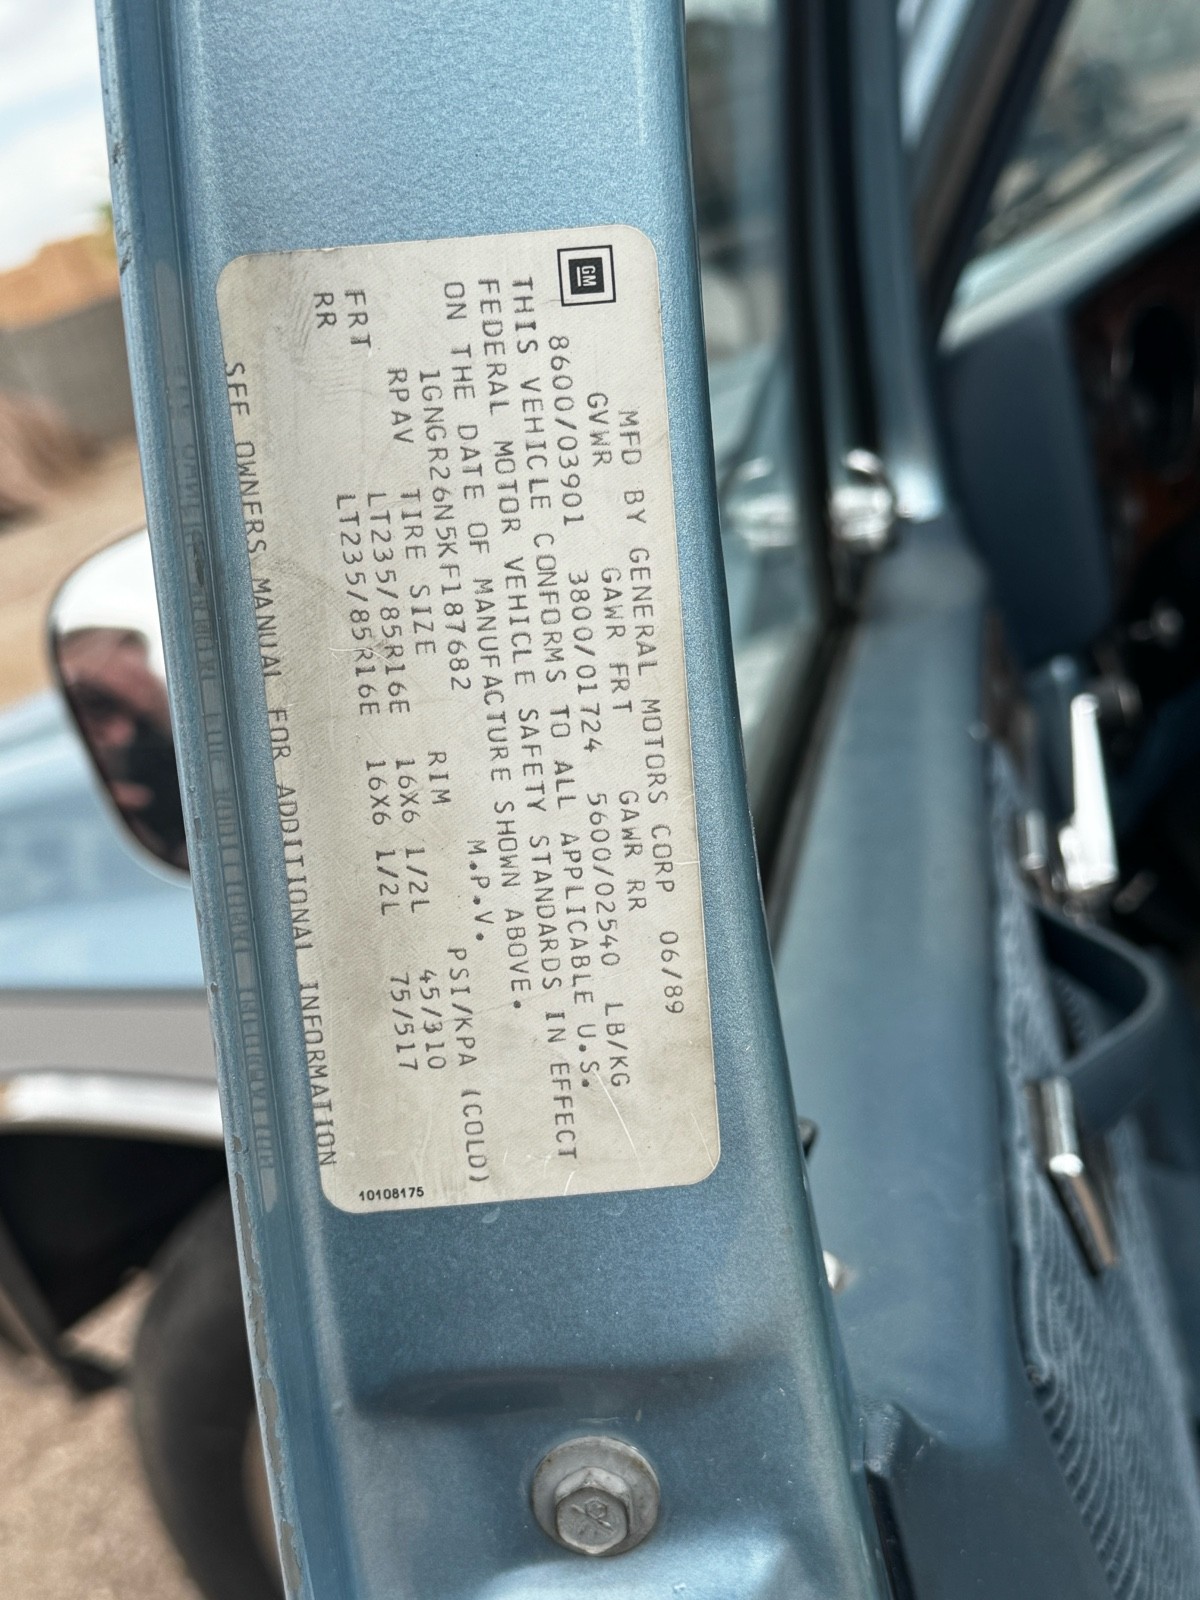 GM
MFD BY GENERAL MOTORS CORP 06/89
GVWR GAWR FRT GAWR RR
8600/03901 3800/01724 5600/02540 LB/KG
THIS VEHICLE CONFORMS TO ALL APPLICABLE U.S.
FEDERAL MOTOR VEHICLE SAFETY STANDARDS IN EFFECT
ON THE DATE OF MANUFACTURE SHOWN ABOVE.
1GNGR26N5KF187682 M.P.V.
RPAV TIRE SIZE RIM PSI/KPA (COLD)
FRT LT235/85R16E 16X6 1/2L 45/310
RR LT235/85R16E 16X6 1/2L 75/517
SEE OWNERS MANUAL FOR ADDITIONAL INFORMATION
10108175